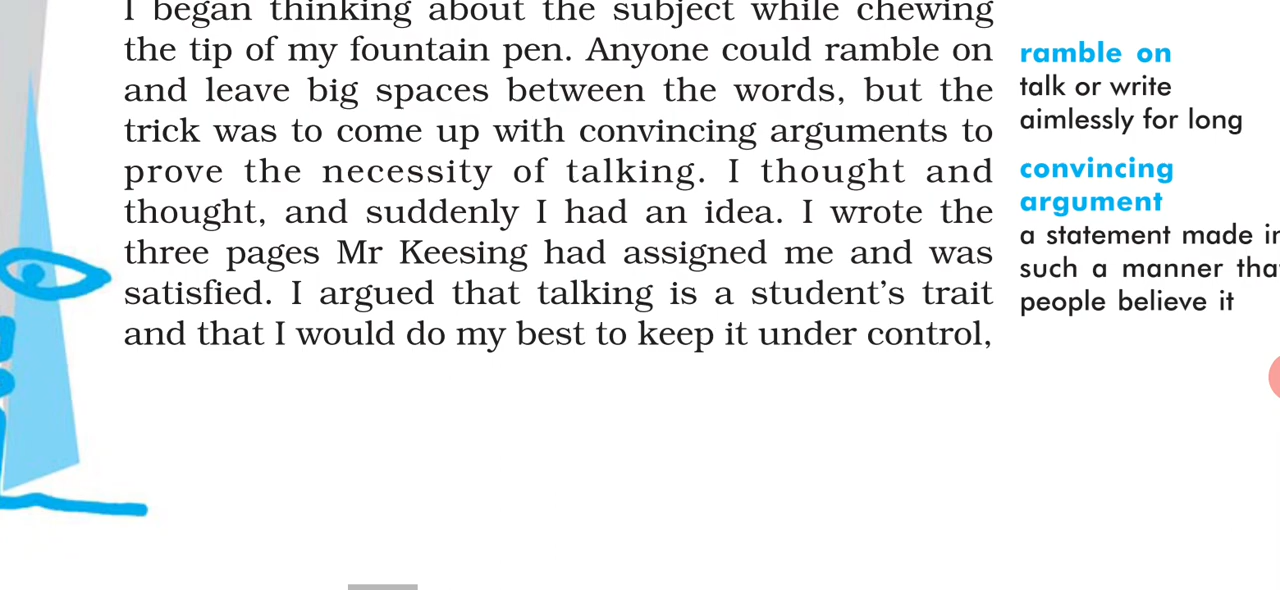 I began thinking about the subject while chewing
the tip of my fountain pen. Anyone could ramble on
and leave big spaces between the words, but the
trick was to come up with convincing arguments to
prove the necessity of talking. I thought and
thought, and suddenly I had an idea. I wrote the
three pages Mr Keesing had assigned me and was
satisfied. I argued that talking is a student’s trait
and that I would do my best to keep it under control,
ramble on
talk or write
aimlessly for long
convincing
argument
a statement made in
such a manner that
people believe it